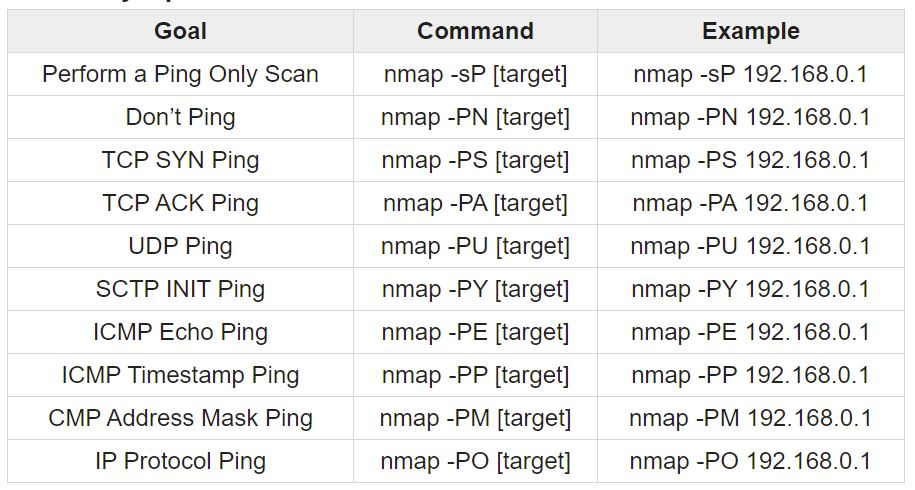 Goal Command Example
Perform a Ping Only Scan nmap -sP [target] nmap -sP 192.168.0.1
Don’t Ping nmap -PN [target] nmap -PN 192.168.0.1
TCP SYN Ping nmap -PS [target] nmap -PS 192.168.0.1
TCP ACK Ping nmap -PA [target] nmap -PA 192.168.0.1
UDP Ping nmap -PU [target] nmap -PU 192.168.0.1
SCTP INIT Ping nmap -PY [target] nmap -PY 192.168.0.1
ICMP Echo Ping nmap -PE [target] nmap -PE 192.168.0.1
ICMP Timestamp Ping nmap -PP [target] nmap -PP 192.168.0.1
CMP Address Mask Ping nmap -PM [target] nmap -PM 192.168.0.1
IP Protocol Ping nmap -PO [target] nmap -PO 192.168.0.1